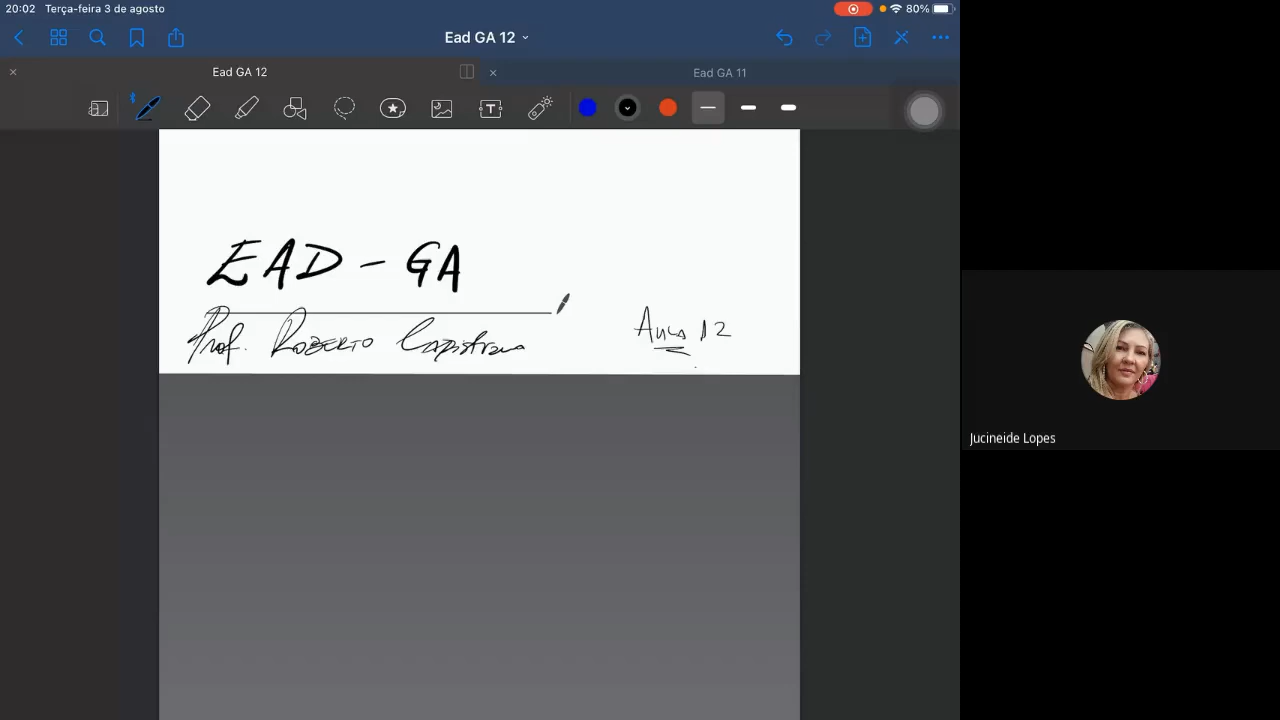 20:02 Terça-feira 3 de agosto
80%
Ead GA 12
Ead GA 12
Ead GA 11
T
EAD - GA
Prof. ROBERTO Capistrano
AULA 12
Jucineide Lopes